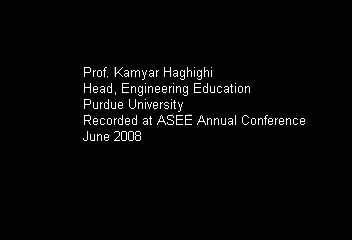 Prof. Kamyar Haghighi
Head, Engineering Education
Purdue University
Recorded at ASEE Annual Conference
June 2008